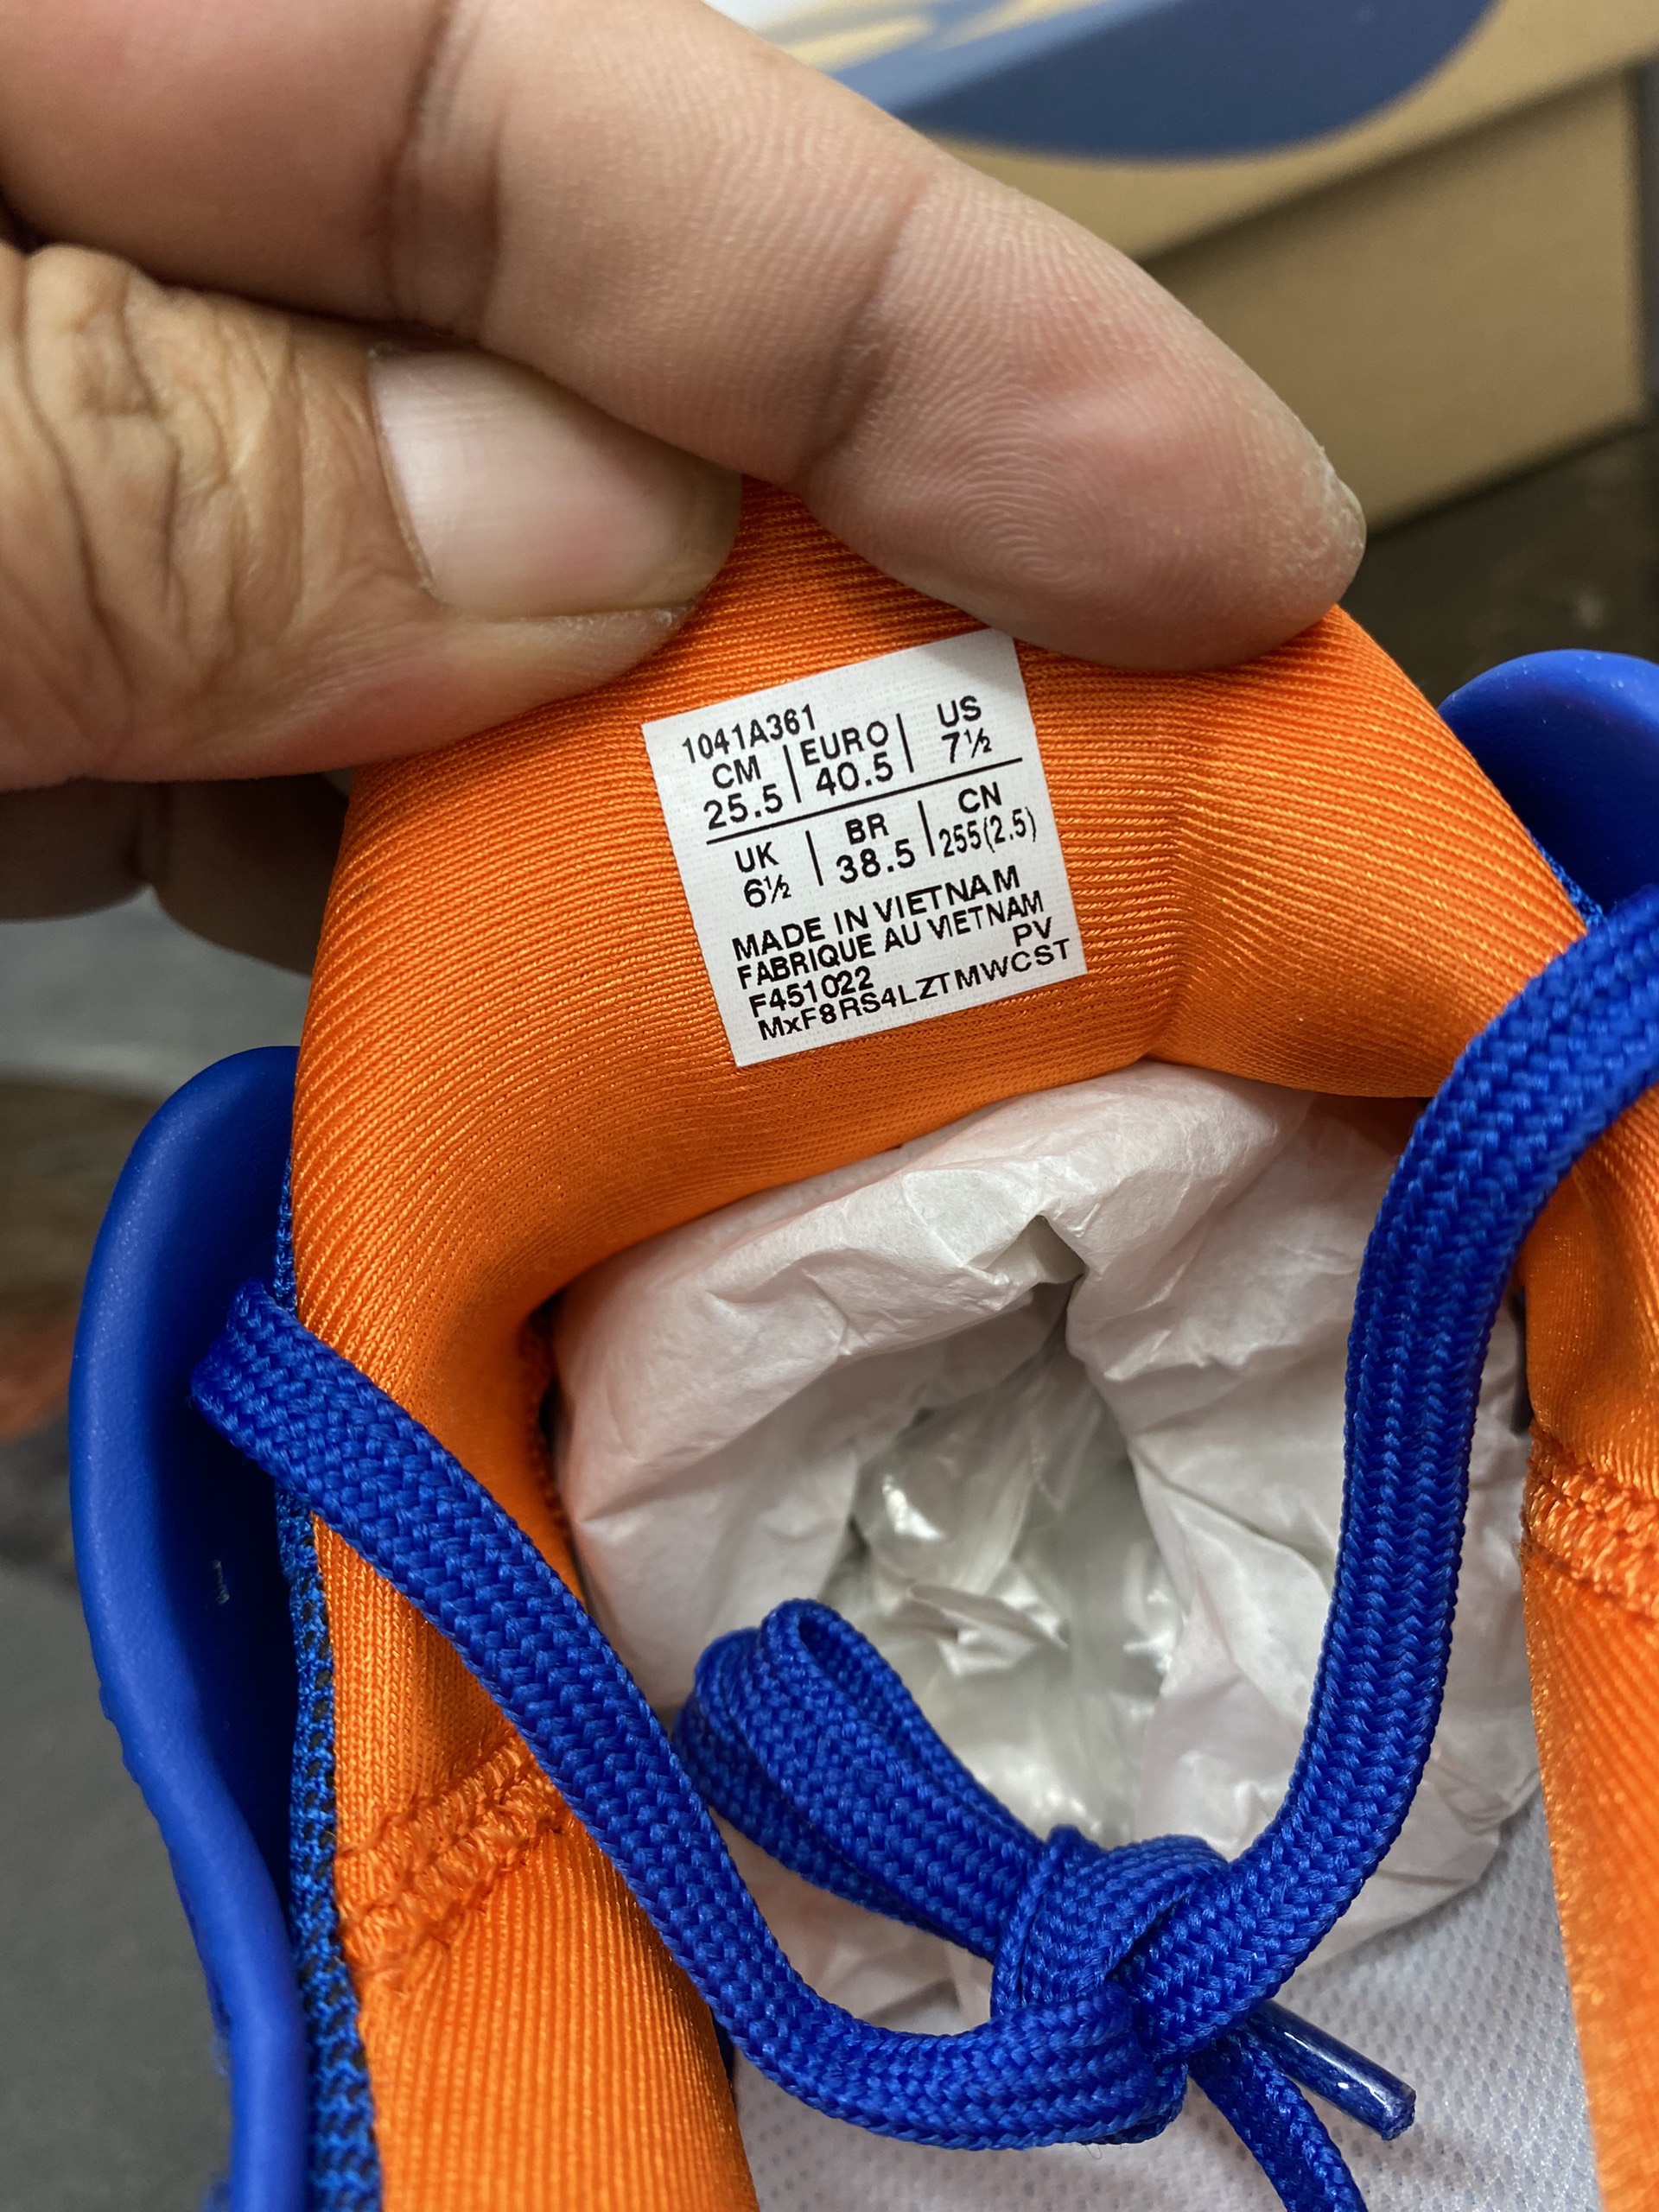 1041A361
CM | EURO | US
25.5 | 40.5 | 7½
UK | BR | CN
6½ | 38.5 | 255(2.5)
MADE IN VIETNAM
FABRIQUE AU VIETNAM
F451022 PV
MxF8RS4LZTMWCST